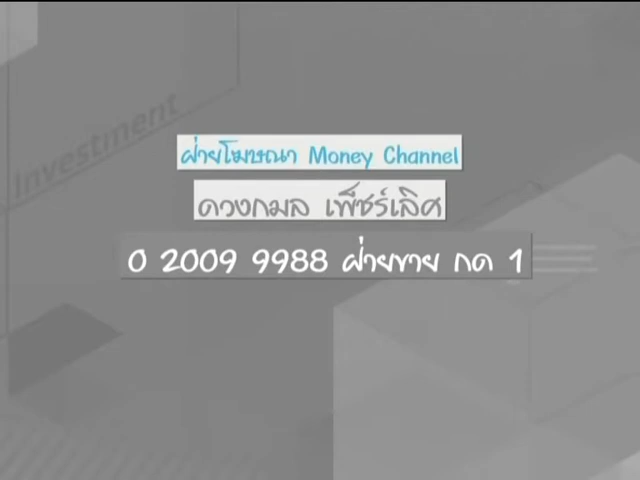 Investment
ฝ่ายโฆษณา Money Channel
ดวงกมล เพ็ชร์เลิศ
0 2009 9988 ฝ่ายขาย กด 1